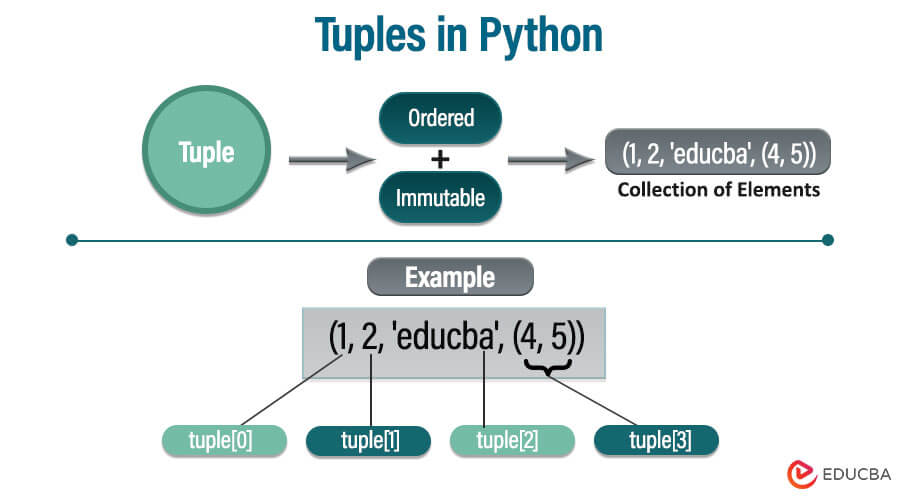 Tuples in Python
Tuple
Ordered
+
Immutable
(1, 2, 'educba', (4, 5))
Collection of Elements
Example
(1, 2, 'educba', (4, 5))
tuple[0]
tuple[1]
tuple[2]
tuple[3]
EDUCBA